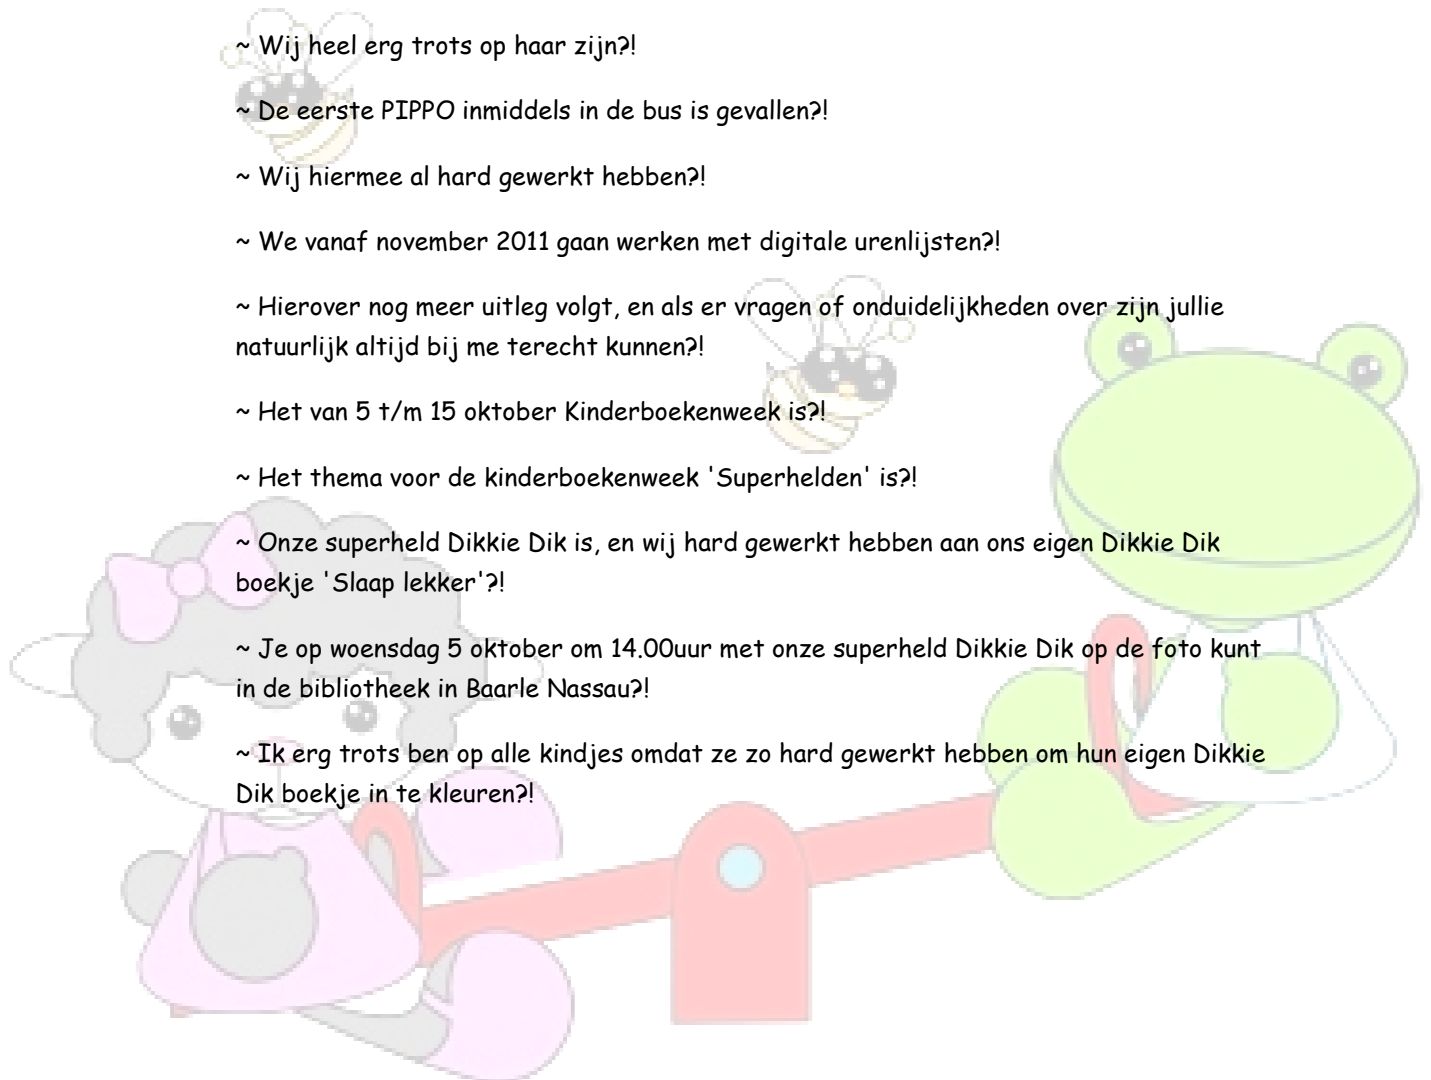 ~ Wij heel erg trots op haar zijn?!
~ De eerste PIPPO inmiddels in de bus is gevallen?!
~ Wij hiermee al hard gewerkt hebben?!
~ We vanaf november 2011 gaan werken met digitale urenlijsten?!
~ Hierover nog meer uitleg volgt, en als er vragen of onduidelijkheden over zijn jullie
natuurlijk altijd bij me terecht kunnen?!
~ Het van 5 t/m 15 oktober Kinderboekenweek is?!
~ Het thema voor de kinderboekenweek 'Superhelden' is?!
~ Onze superheld Dikkie Dik is, en wij hard gewerkt hebben aan ons eigen Dikkie Dik
boekje 'Slaap lekker'?!
~ Je op woensdag 5 oktober om 14.00uur met onze superheld Dikkie Dik op de foto kunt
in de bibliotheek in Baarle Nassau?!
~ Ik erg trots ben op alle kindjes omdat ze zo hard gewerkt hebben om hun eigen Dikkie
Dik boekje in te kleuren?!